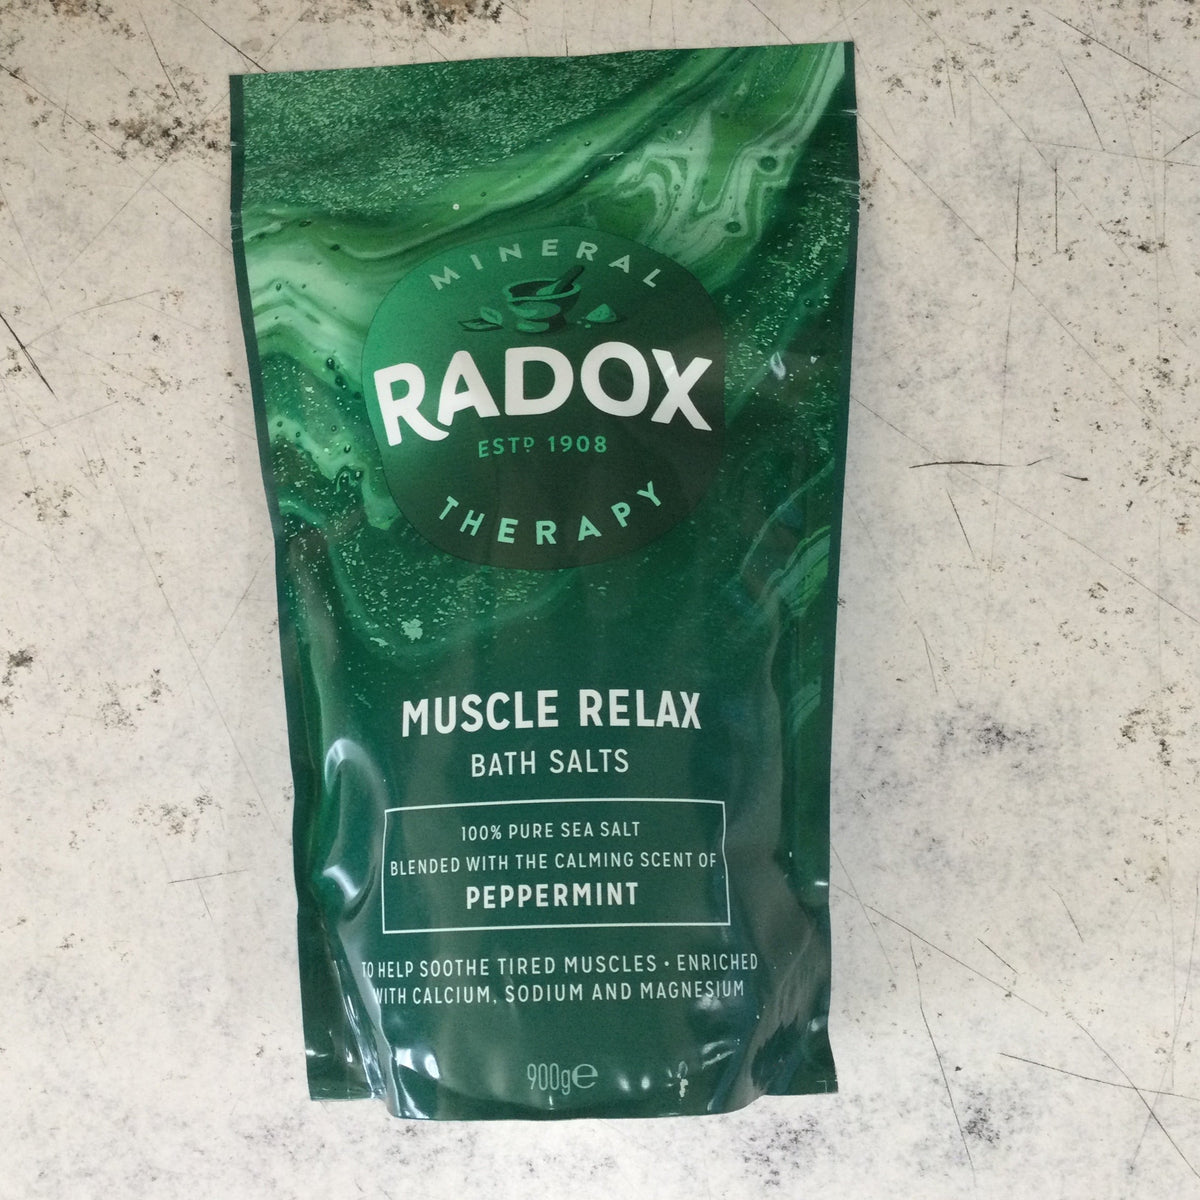 MINERAL
RADOX
ESTD 1908
THERAPY
MUSCLE RELAX
BATH SALTS
100% PURE SEA SALT
BLENDED WITH THE CALMING SCENT OF
PEPPERMINT
TO HELP SOOTHE TIRED MUSCLES • ENRICHED
WITH CALCIUM, SODIUM AND MAGNESIUM
900g℮